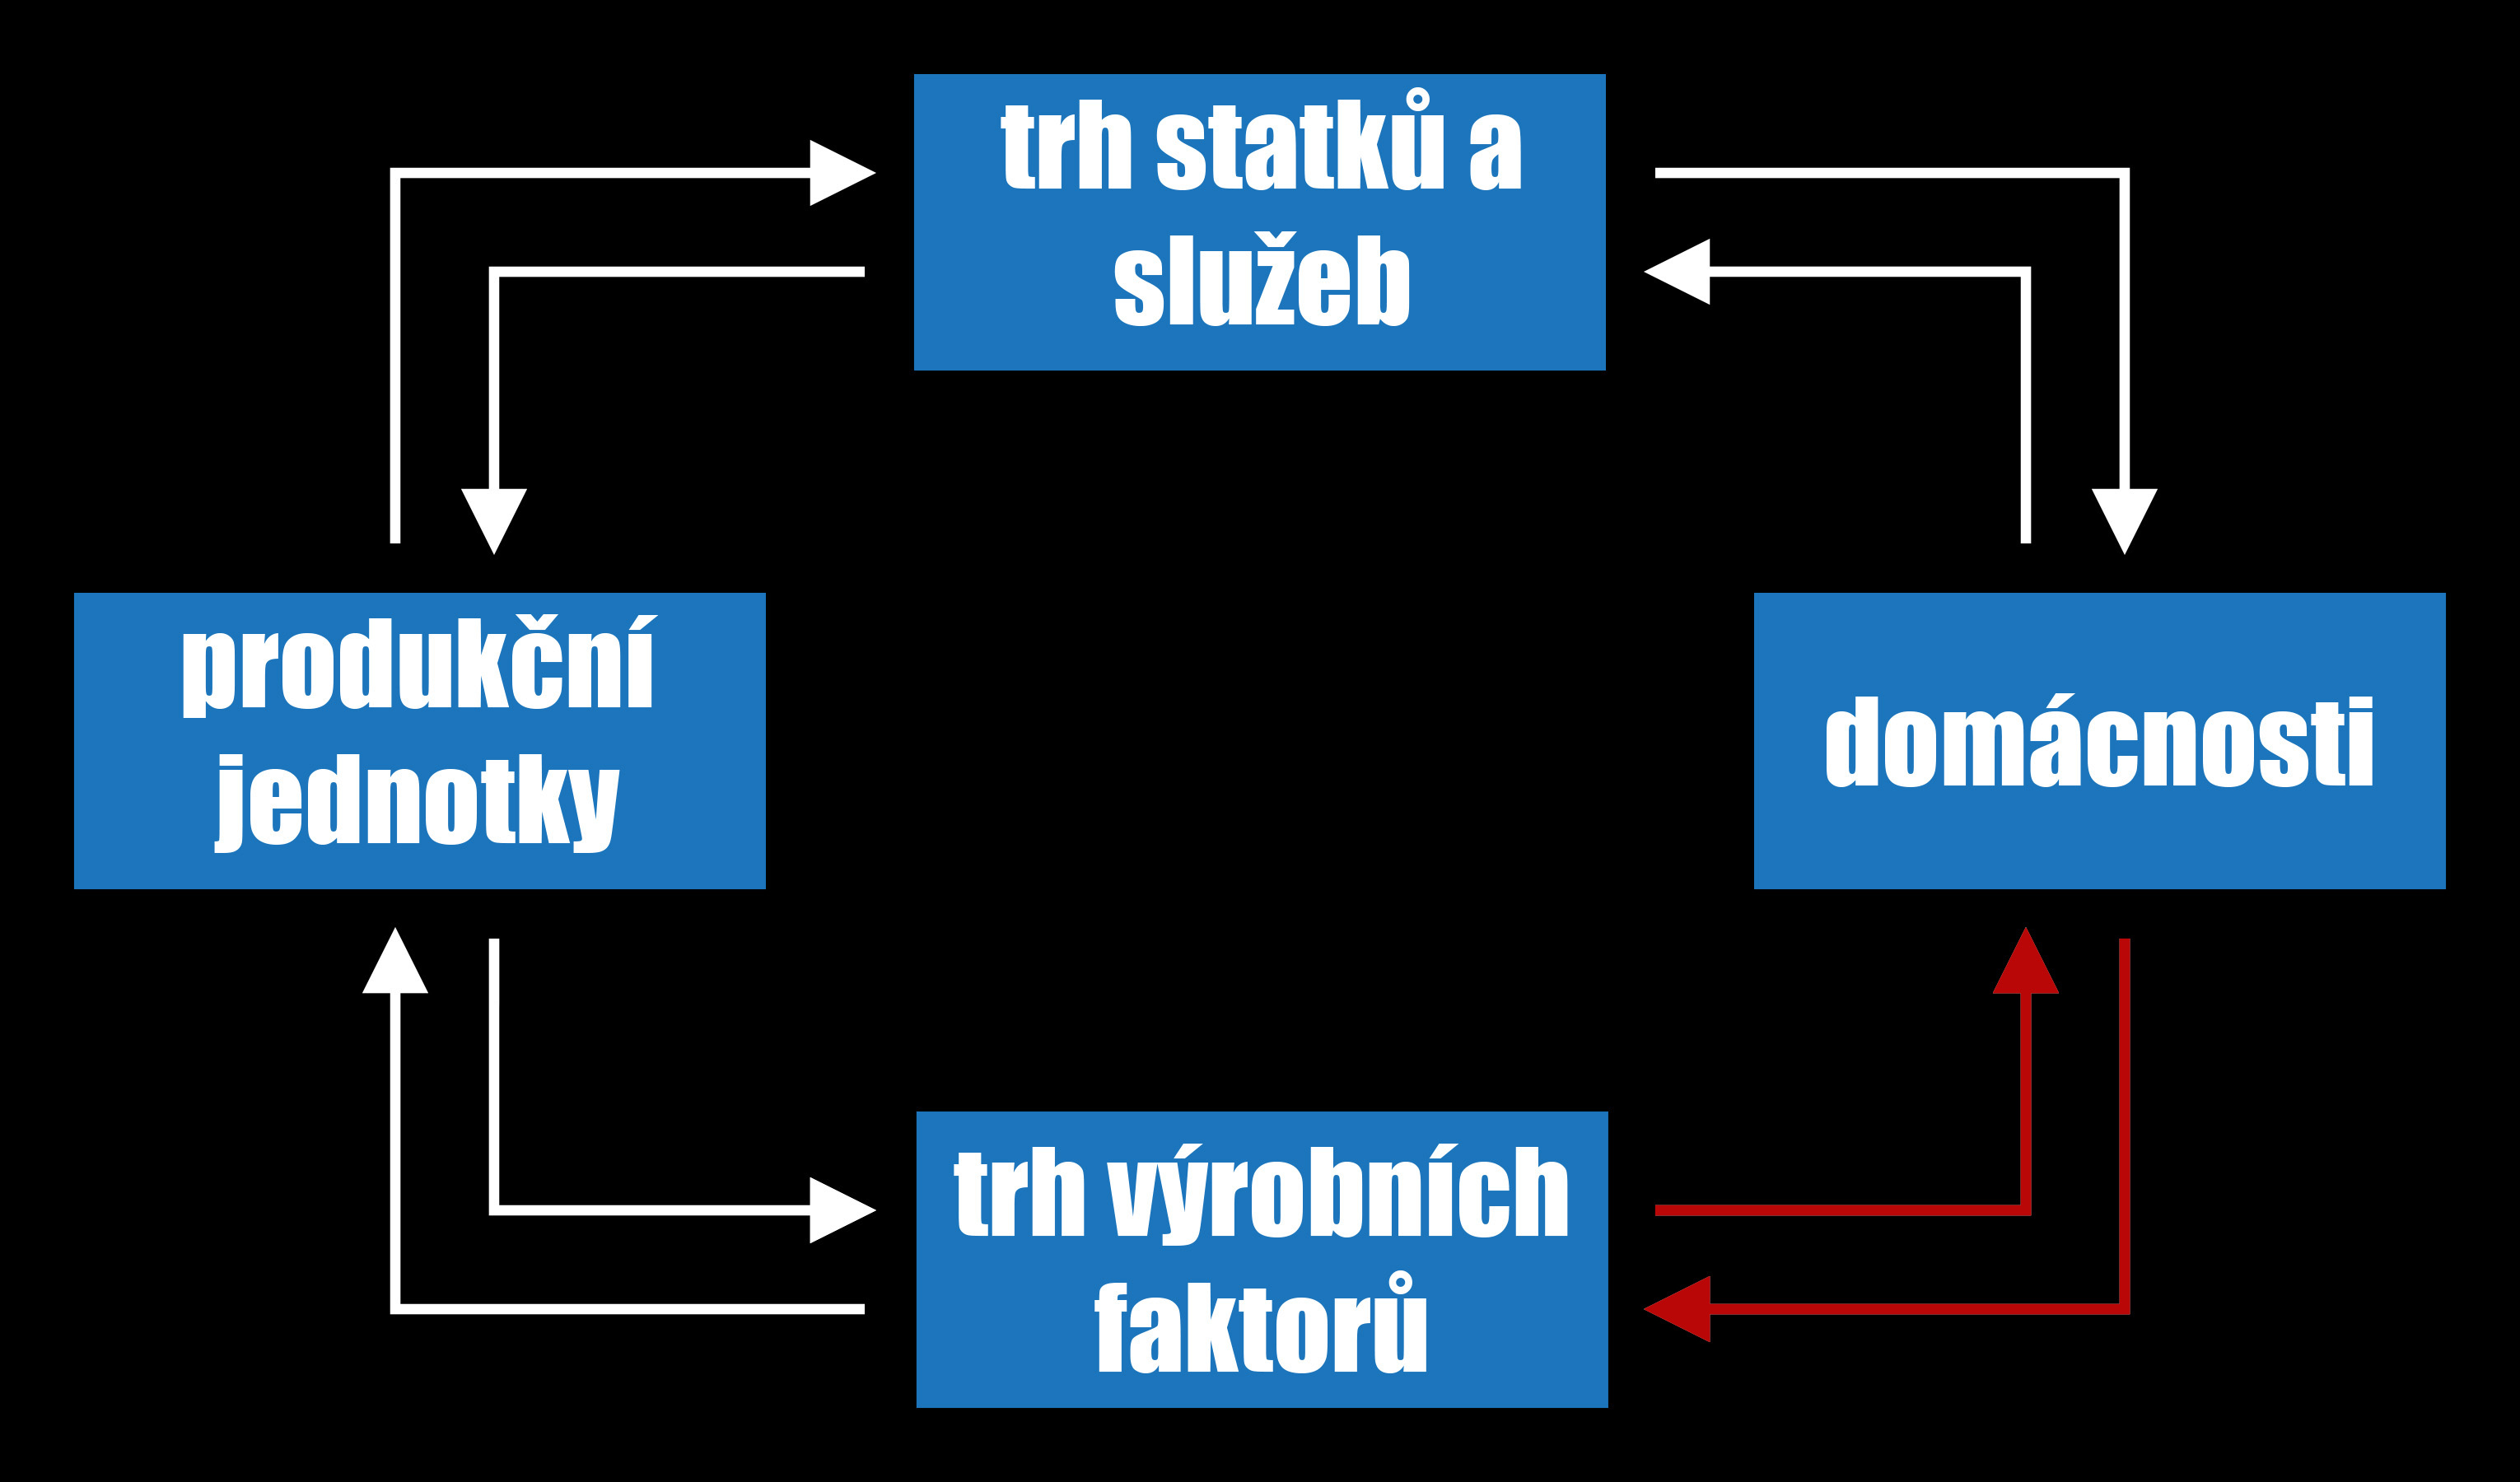 trh statků a
služeb
produkční
jednotky
domácnosti
trh výrobních
faktorů